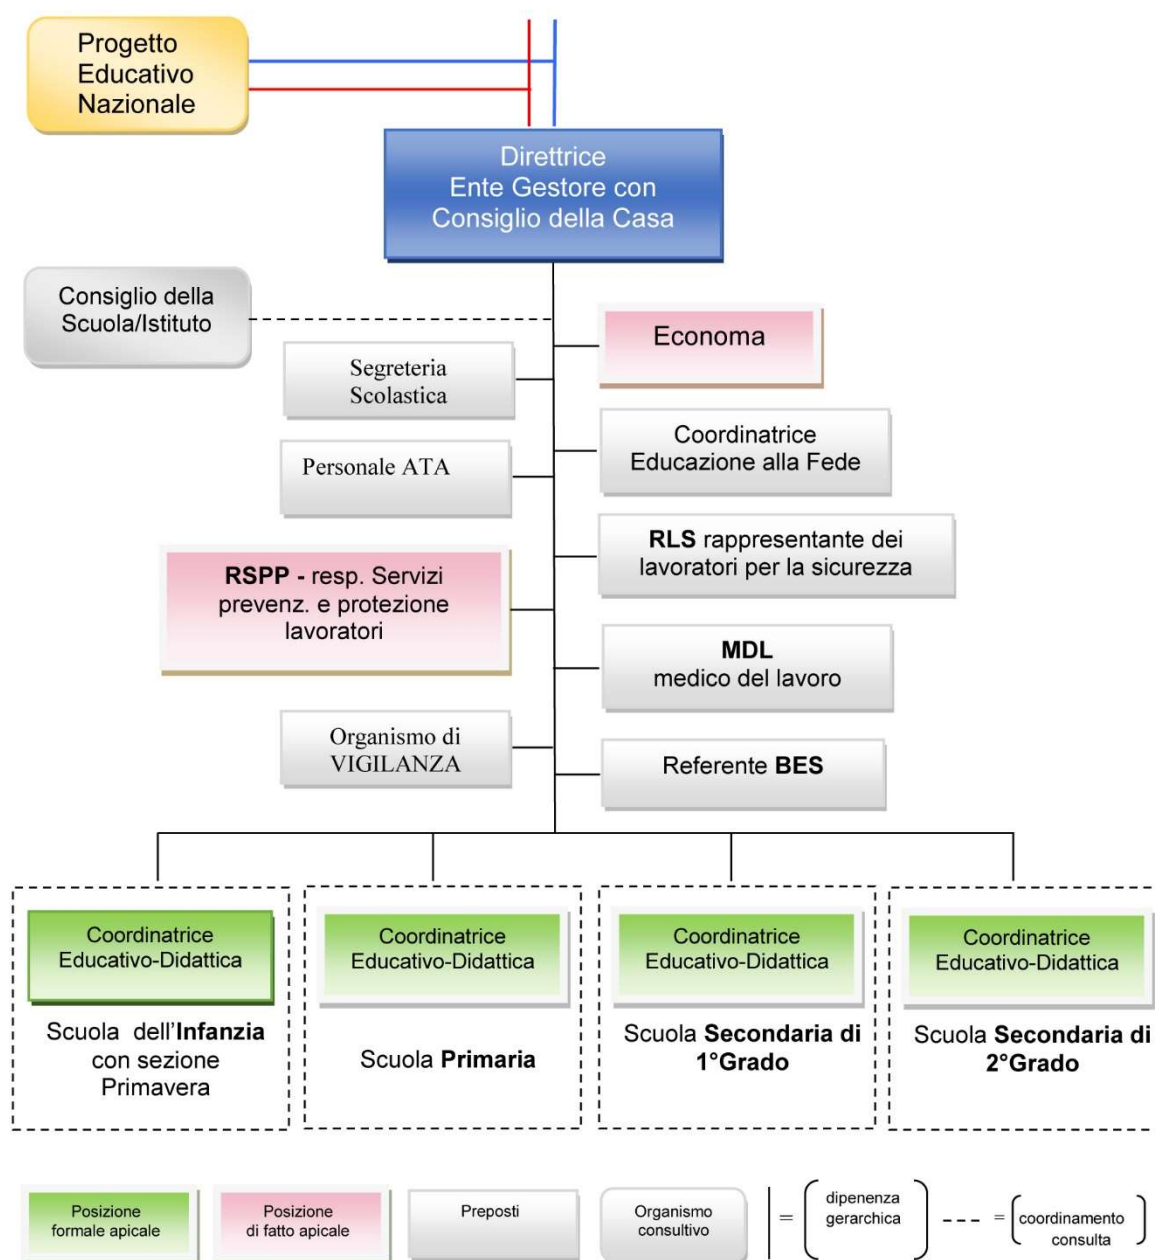 Progetto
Educativo
Nazionale
Direttrice
Ente Gestore con
Consiglio della Casa
Consiglio della
Scuola/Istituto
Economa
Segreteria
Scolastica
Coordinatrice
Educazione alla Fede
Personale ATA
RLS rappresentante dei
lavoratori per la sicurezza
RSPP - resp. Servizi
prevenz. e protezione
lavoratori
MDL
medico del lavoro
Organismo di
VIGILANZA
Referente BES
Coordinatrice
Educativo-Didattica
Scuola dell'Infanzia
con sezione
Primavera
Coordinatrice
Educativo-Didattica
Scuola Primaria
Coordinatrice
Educativo-Didattica
Scuola Secondaria di
1°Grado
Coordinatrice
Educativo-Didattica
Scuola Secondaria di
2°Grado
Posizione
formale apicale
Posizione
di fatto apicale
Preposti
Organismo
consultivo
=
dipenenza
gerarchica
--- =
coordinamento
consulta